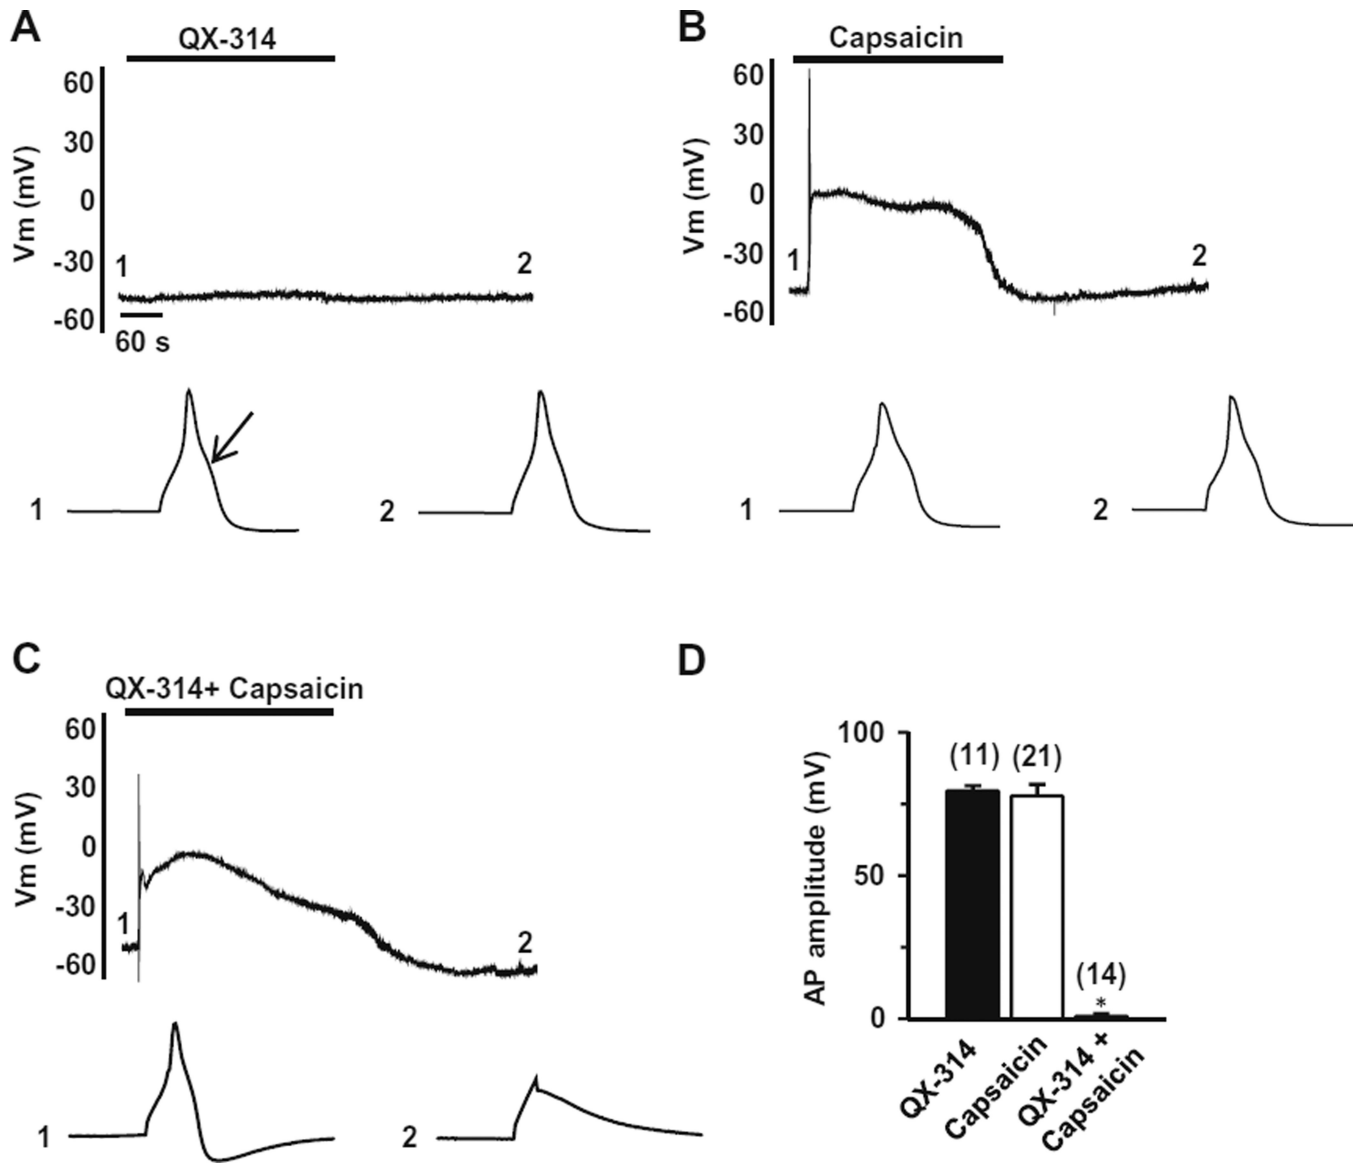 A
QX-314
60
30
0
-30
-60
Vm (mV)
1
2
60 s
1
2
B
Capsaicin
60
30
0
-30
-60
Vm (mV)
1
2
1
2
C
QX-314+ Capsaicin
60
30
0
-30
-60
Vm (mV)
1
2
1
2
D
100
50
0
AP amplitude (mV)
(11)
(21)
(14)
*
QX-314
Capsaicin
QX-314 +
Capsaicin